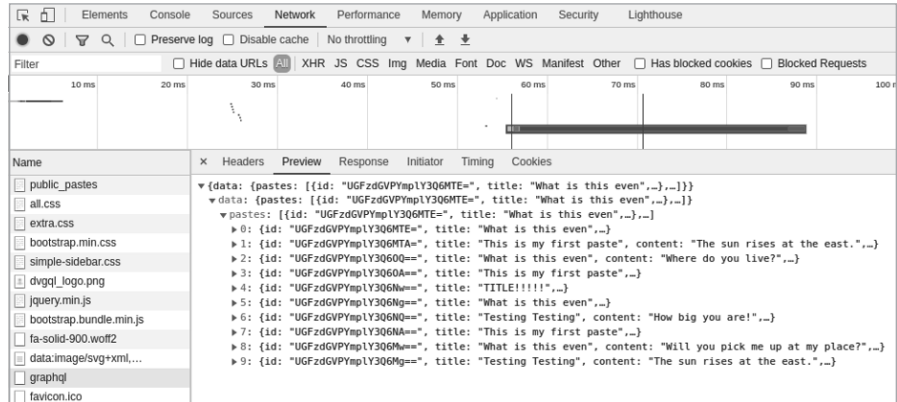 Elements Console Sources Network Performance Memory Application Security Lighthouse
Preserve log Disable cache No throttling
Filter Hide data URLs All XHR JS CSS Img Media Font Doc WS Manifest Other Has blocked cookies Blocked Requests
10 ms 20 ms 30 ms 40 ms 50 ms 60 ms 70 ms 80 ms 90 ms 100 m
Name × Headers Preview Response Initiator Timing Cookies
public_pastes
all.css
extra.css
bootstrap.min.css
simple-sidebar.css
dvgql_logo.png
jquery.min.js
bootstrap.bundle.min.js
fa-solid-900.woff2
data:image/svg+xml,…
graphql
favicon.ico
▼{data: {pastes: [{id: "UGFzdGVPYmplY3Q6MTE=", title: "What is this even",…},…]}}
▼data: {pastes: [{id: "UGFzdGVPYmplY3Q6MTE=", title: "What is this even",…},…]}
▼pastes: [{id: "UGFzdGVPYmplY3Q6MTE=", title: "What is this even",…},…]
▶0: {id: "UGFzdGVPYmplY3Q6MTE=", title: "What is this even",…}
▶1: {id: "UGFzdGVPYmplY3Q6MTA=", title: "This is my first paste", content: "The sun rises at the east.",…}
▶2: {id: "UGFzdGVPYmplY3Q6OQ==", title: "What is this even", content: "Where do you live?",…}
▶3: {id: "UGFzdGVPYmplY3Q6OA==", title: "This is my first paste",…}
▶4: {id: "UGFzdGVPYmplY3Q6Nw==", title: "TITLE!!!!!",…}
▶5: {id: "UGFzdGVPYmplY3Q6Ng==", title: "What is this even",…}
▶6: {id: "UGFzdGVPYmplY3Q6NQ==", title: "Testing Testing", content: "How big you are!",…}
▶7: {id: "UGFzdGVPYmplY3Q6NA==", title: "This is my first paste",…}
▶8: {id: "UGFzdGVPYmplY3Q6Mw==", title: "What is this even", content: "Will you pick me up at my place?",…}
▶9: {id: "UGFzdGVPYmplY3Q6Mg==", title: "Testing Testing", content: "The sun rises at the east.",…}